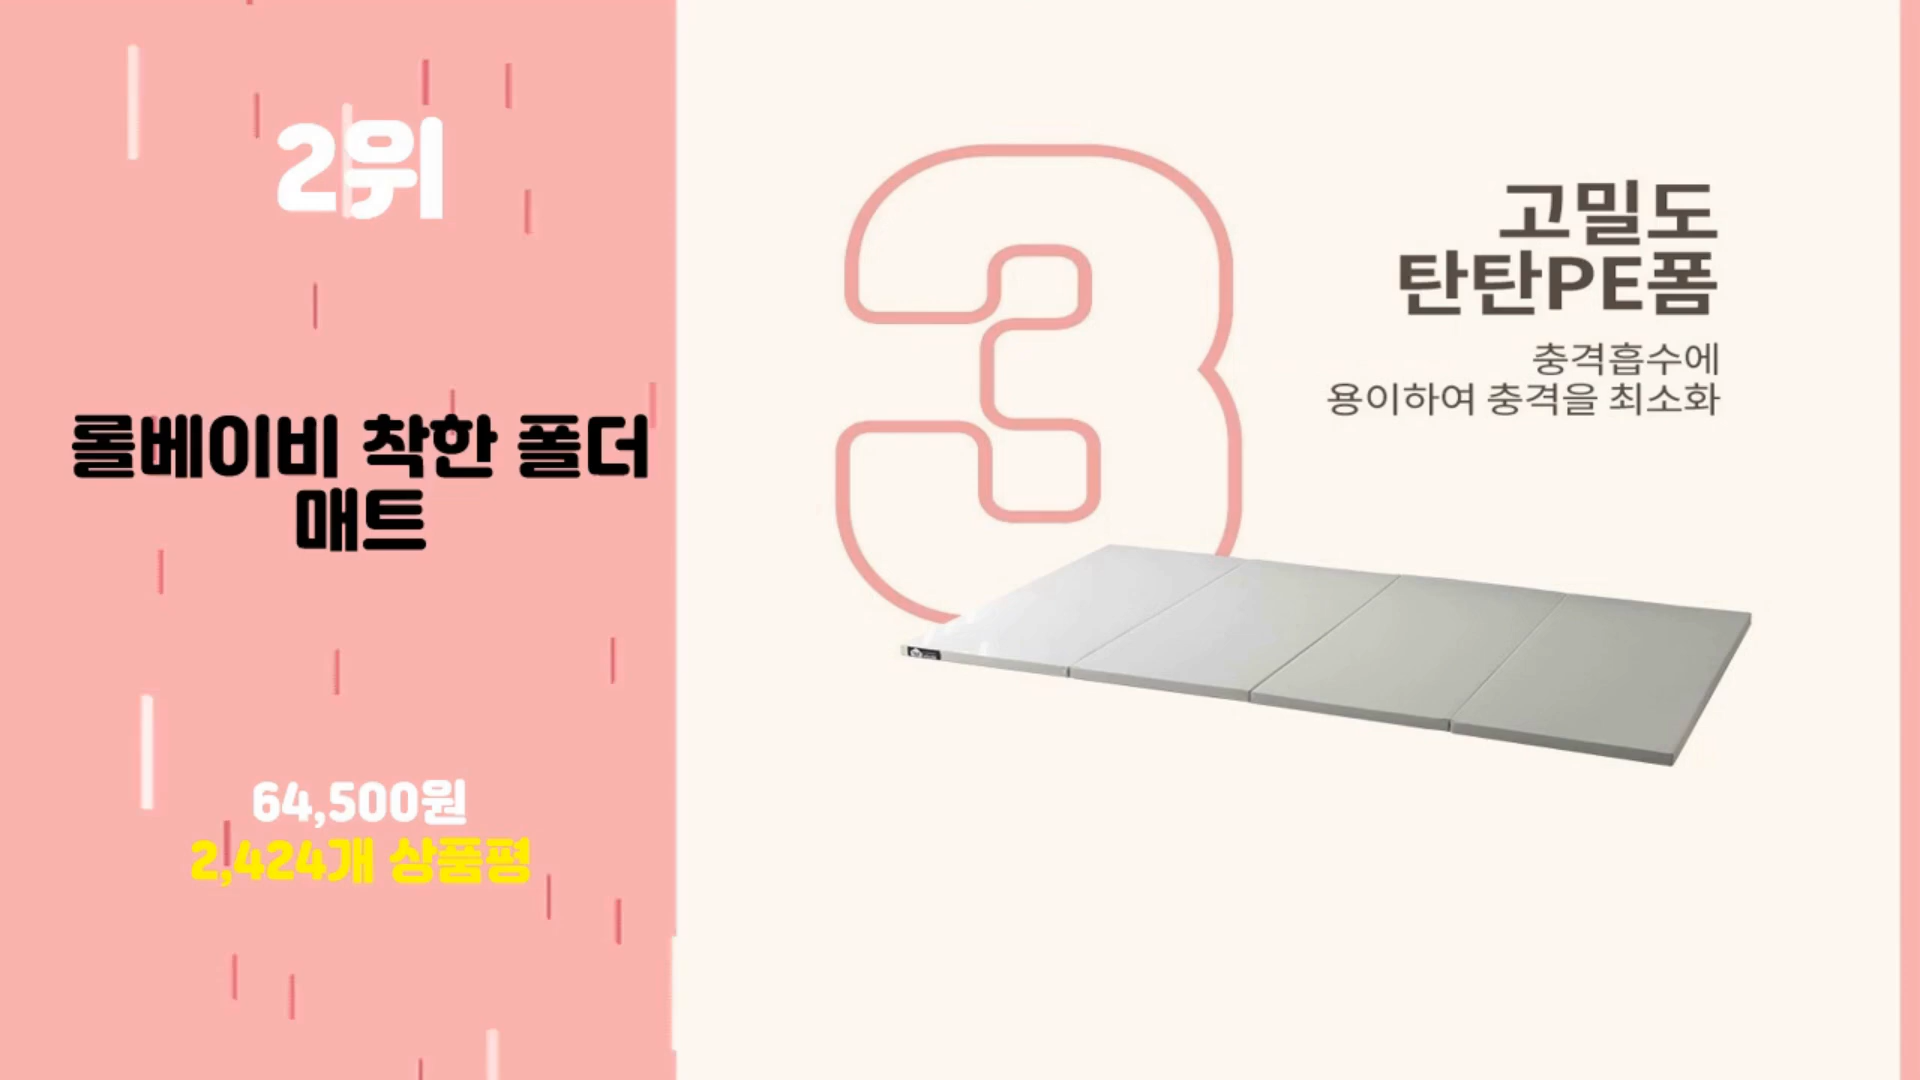 2위
롤베이비 착한 폴더
매트
64,500원
2,424개 상품평
3
고밀도
탄탄PE폼
충격흡수에
용이하여 충격을 최소화